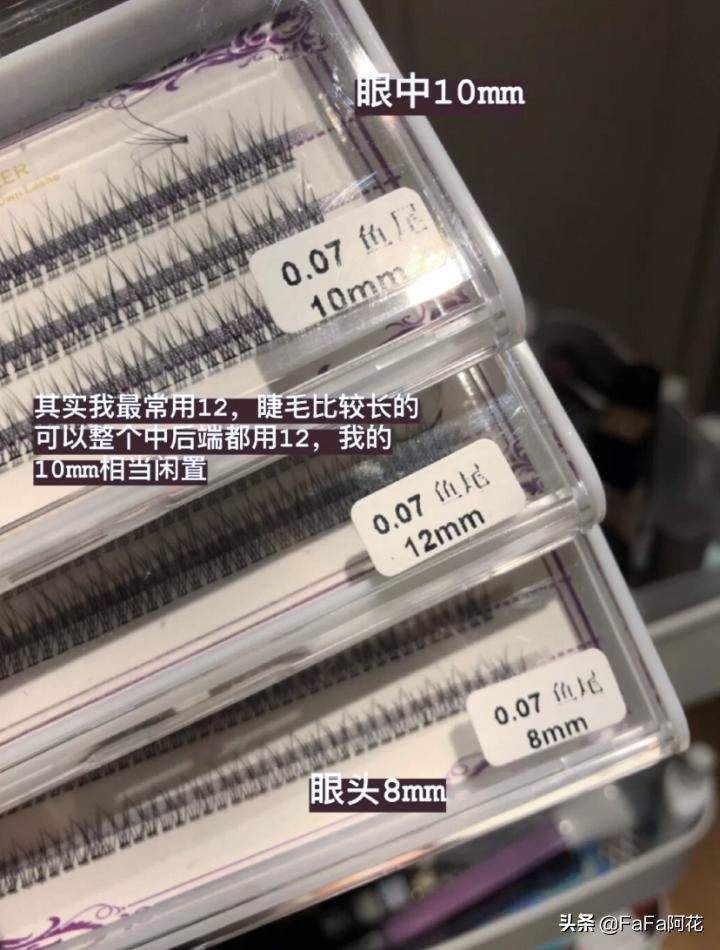 眼中10mm
0.07 鱼尾
10mm
其实我最常用12，睫毛比较长的
可以整个中后端都用12，我的
10mm相当闲置
0.07 鱼尾
12mm
0.07 鱼尾
8mm
眼头8mm
头条 @FaFa阿花